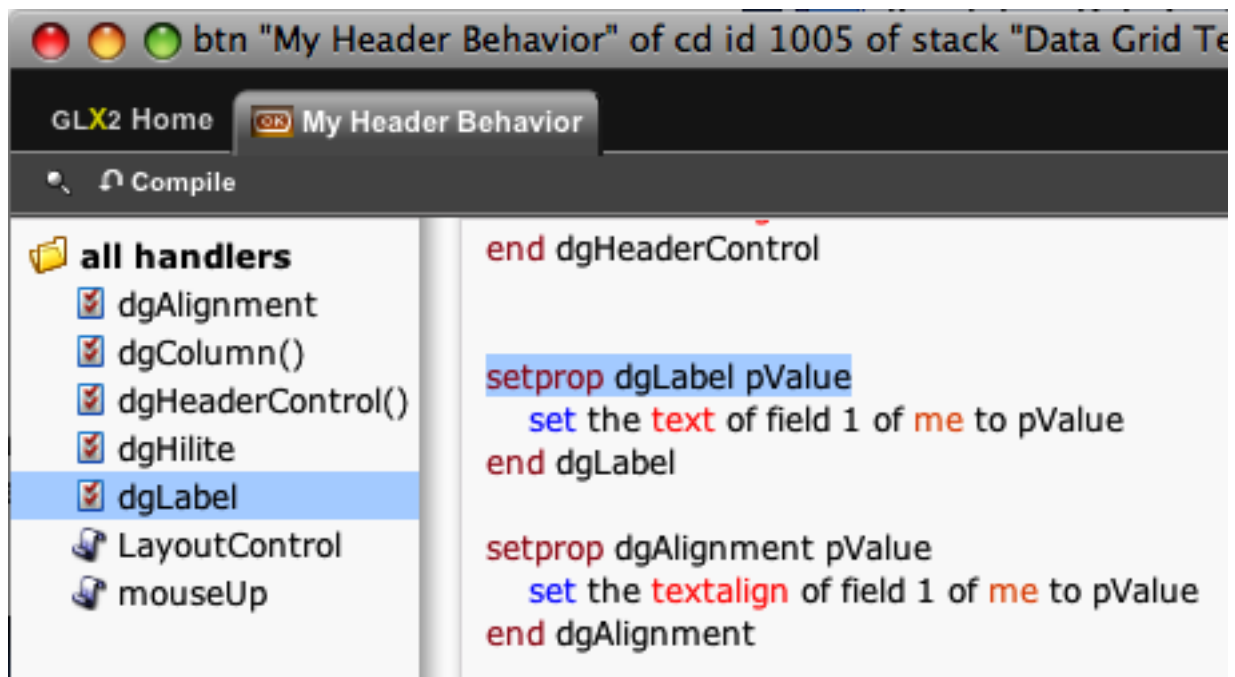 btn "My Header Behavior" of cd id 1005 of stack "Data Grid Te
GLX2 Home
OK My Header Behavior
Compile
all handlers
dgAlignment
dgColumn()
dgHeaderControl()
dgHilite
dgLabel
LayoutControl
mouseUp
end dgHeaderControl
setprop dgLabel pValue
set the text of field 1 of me to pValue
end dgLabel
setprop dgAlignment pValue
set the textalign of field 1 of me to pValue
end dgAlignment